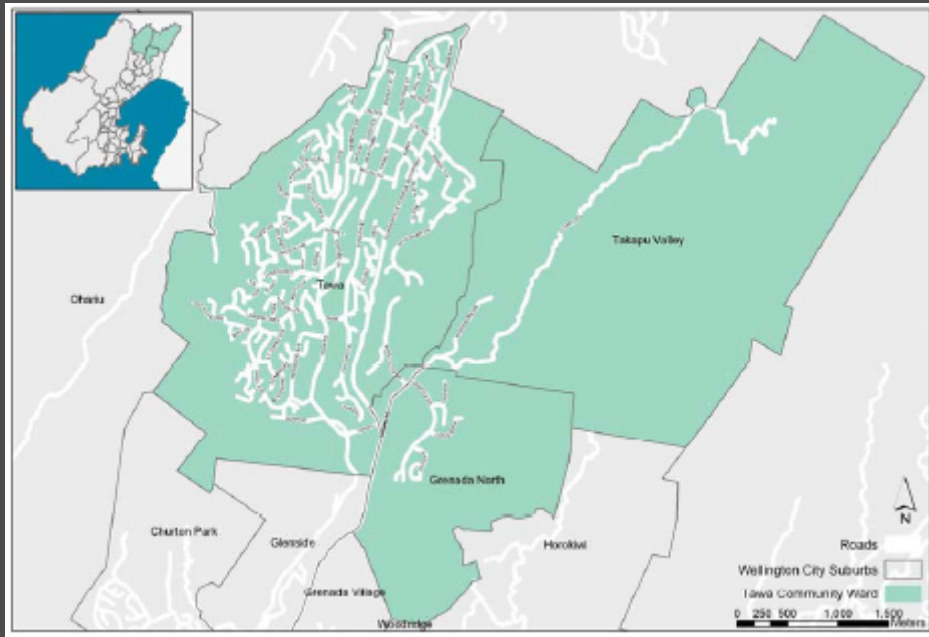 Takapu Valley
Ohariu
Tawa
Grenada North
Churton Park
Glenside
Horokiwi
Grenada Village
Woodridge
N
Roads
Wellington City Suburbs
Tawa Community Ward
0 250 500 1,000 1,500
Meters